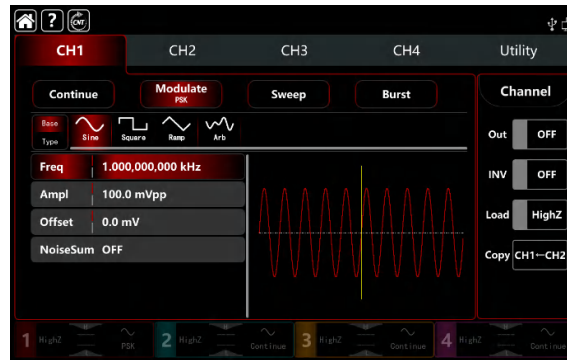 ? CNT
CH1 CH2 CH3 CH4 Utility
Continue Modulate Sweep Burst Channel
PSK
Base
Type Sine Square Ramp Arb
Out OFF
Freq 1.000,000,000 kHz
INV OFF
Ampl 100.0 mVpp
Offset 0.0 mV
Load HighZ
NoiseSum OFF
Copy CH1←CH2
1 HighZ PSK 2 HighZ Continue 3 HighZ Continue 4 HighZ Continue